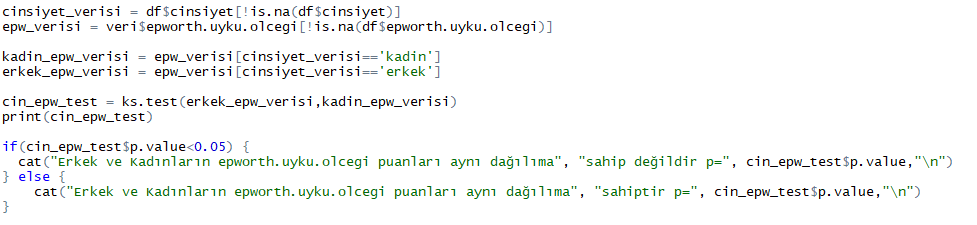 cinsiyet_verisi = df$cinsiyet[!is.na(df$cinsiyet)]
epw_verisi = veri$epworth.uyku.olcegi[!is.na(df$epworth.uyku.olcegi)]
kadin_epw_verisi = epw_verisi[cinsiyet_verisi=='kadin']
erkek_epw_verisi = epw_verisi[cinsiyet_verisi=='erkek']
cin_epw_test = ks.test(erkek_epw_verisi,kadin_epw_verisi)
print(cin_epw_test)
if(cin_epw_test$p.value<0.05) {
  cat("Erkek ve Kadınların epworth.uyku.olcegi puanları aynı dağılıma", "sahip değildir p=", cin_epw_test$p.value,"\n")
} else {
    cat("Erkek ve Kadınların epworth.uyku.olcegi puanları aynı dağılıma", "sahiptir p=", cin_epw_test$p.value,"\n")
}